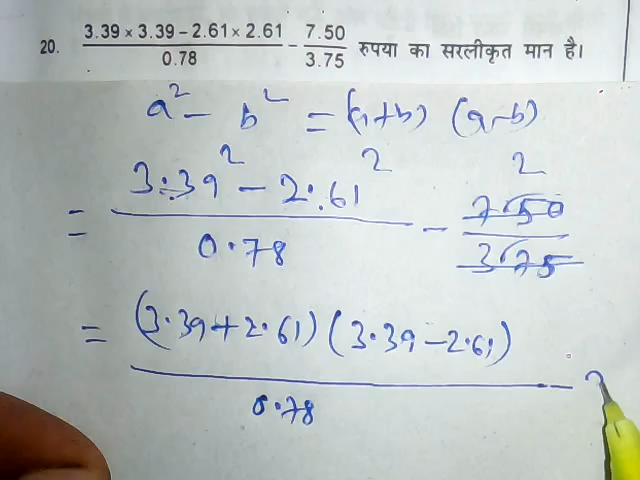 20. (3.39 × 3.39 – 2.61 × 2.61)/0.78 – 7.50/3.75 रुपया का सरलीकृत मान है।
a² – b² = (a+b) (a–b)
= (3.39² – 2.61²)/0.78 – 7.50/3.75 2
= (3.39+2.61) (3.39–2.61)/0.78 –